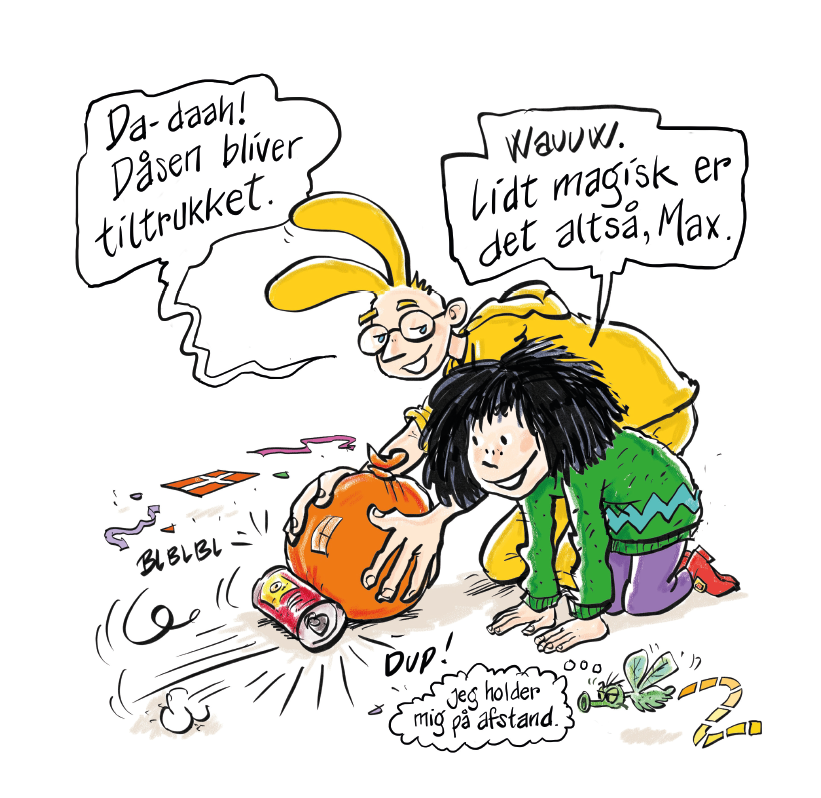 Da-daah!
Dåsen bliver
tiltrukket.
Wauuw.
Lidt magisk er
det altså, Max.
BLBLBL
DUP!
Jeg holder
mig på afstand.